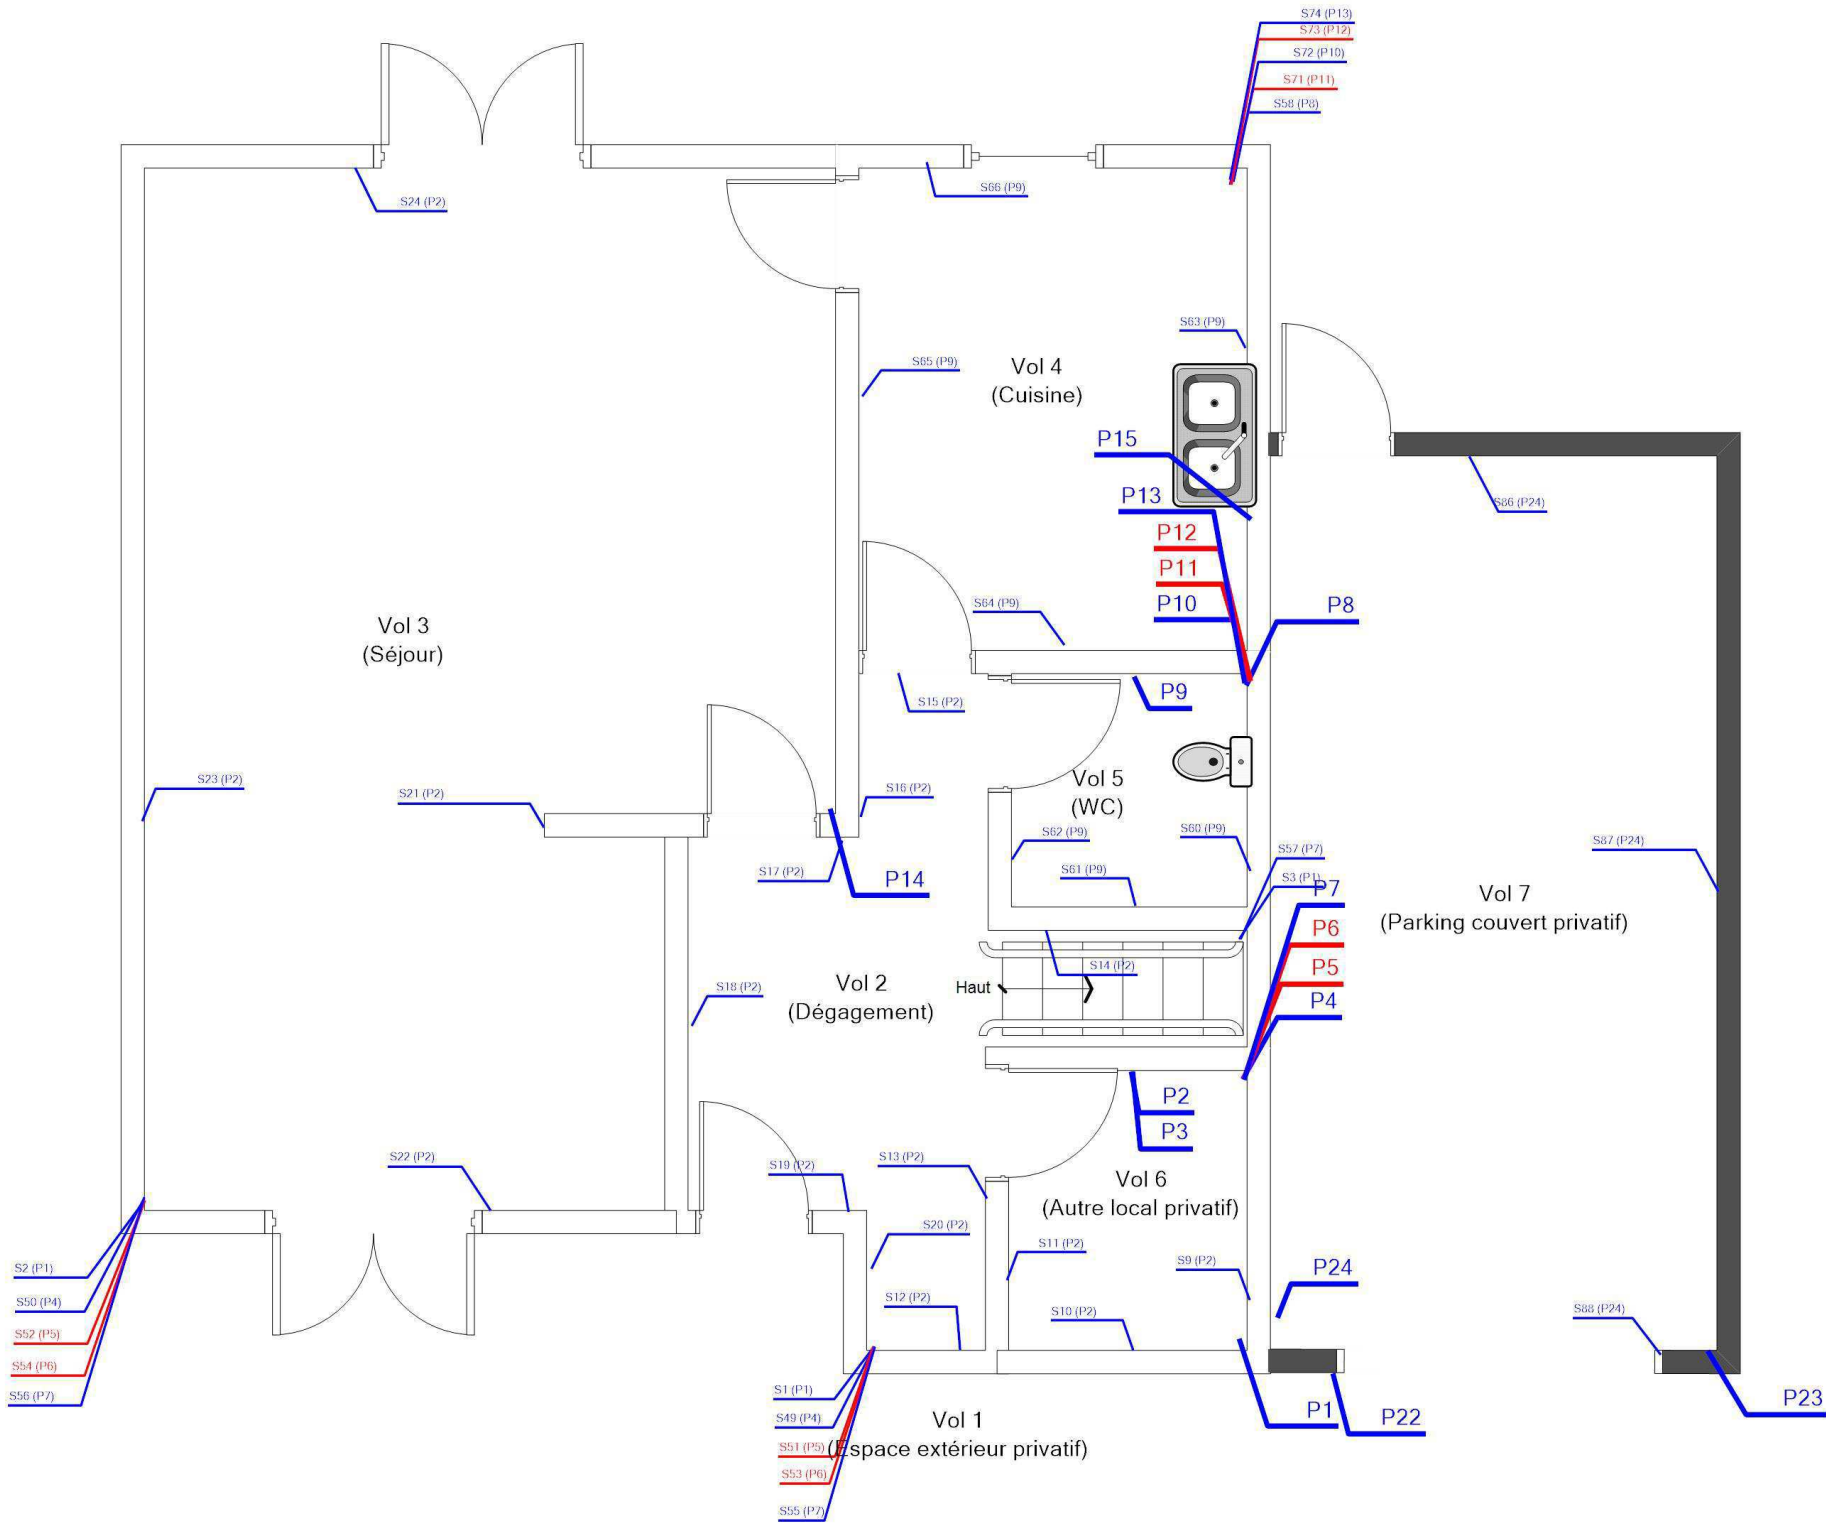 S74 (P13)
S73 (P12)
S72 (P10)
S71 (P11)
S58 (P8)
S66 (P9)
S24 (P2)
S63 (P9)
S65 (P9)
Vol 4
(Cuisine)
P15
P13
P12
P11
P10
P8
S86 (P24)
S64 (P9)
Vol 3
(Séjour)
P9
S15 (P2)
S23 (P2)
S21 (P2)
S16 (P2)
Vol 5
(WC)
S62 (P9)
S60 (P9)
S57 (P7)
S87 (P24)
S17 (P2)
P14
S61 (P9)
S3 (P1)
P7
Vol 7
(Parking couvert privatif)
P6
P5
P4
S14 (P2)
Haut
S18 (P2)
Vol 2
(Dégagement)
P2
P3
S22 (P2)
S19 (P2)
S13 (P2)
Vol 6
(Autre local privatif)
S20 (P2)
S11 (P2)
S9 (P2)
P24
S2 (P1)
S50 (P4)
S52 (P5)
S54 (P6)
S56 (P7)
S12 (P2)
S10 (P2)
S88 (P24)
S1 (P1)
S49 (P4)
S51 (P5)
S53 (P6)
S55 (P7)
Vol 1
(Espace extérieur privatif)
P1
P22
P23